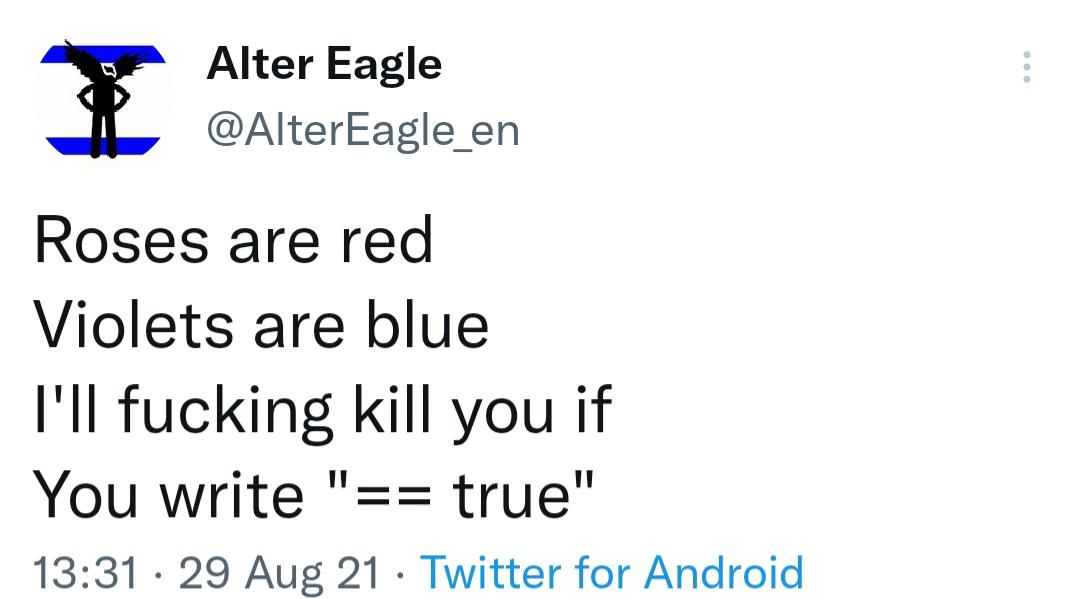 Alter Eagle
@AlterEagle_en
Roses are red
Violets are blue
I'll fucking kill you if
You write "== true"
13:31 · 29 Aug 21 · Twitter for Android